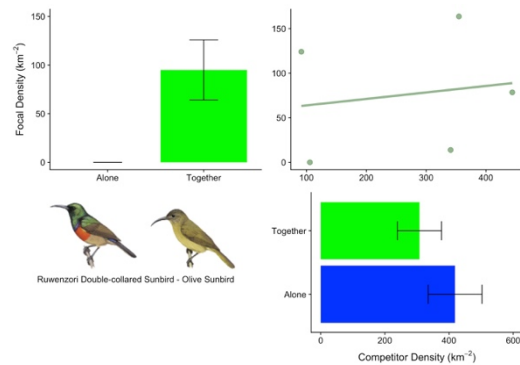 150
100
50
0
Focal Density (km⁻²)
Alone
Together
150
100
50
0
100
200
300
400
Ruwenzori Double-collared Sunbird - Olive Sunbird
Together
Alone
0
200
400
600
Competitor Density (km⁻²)